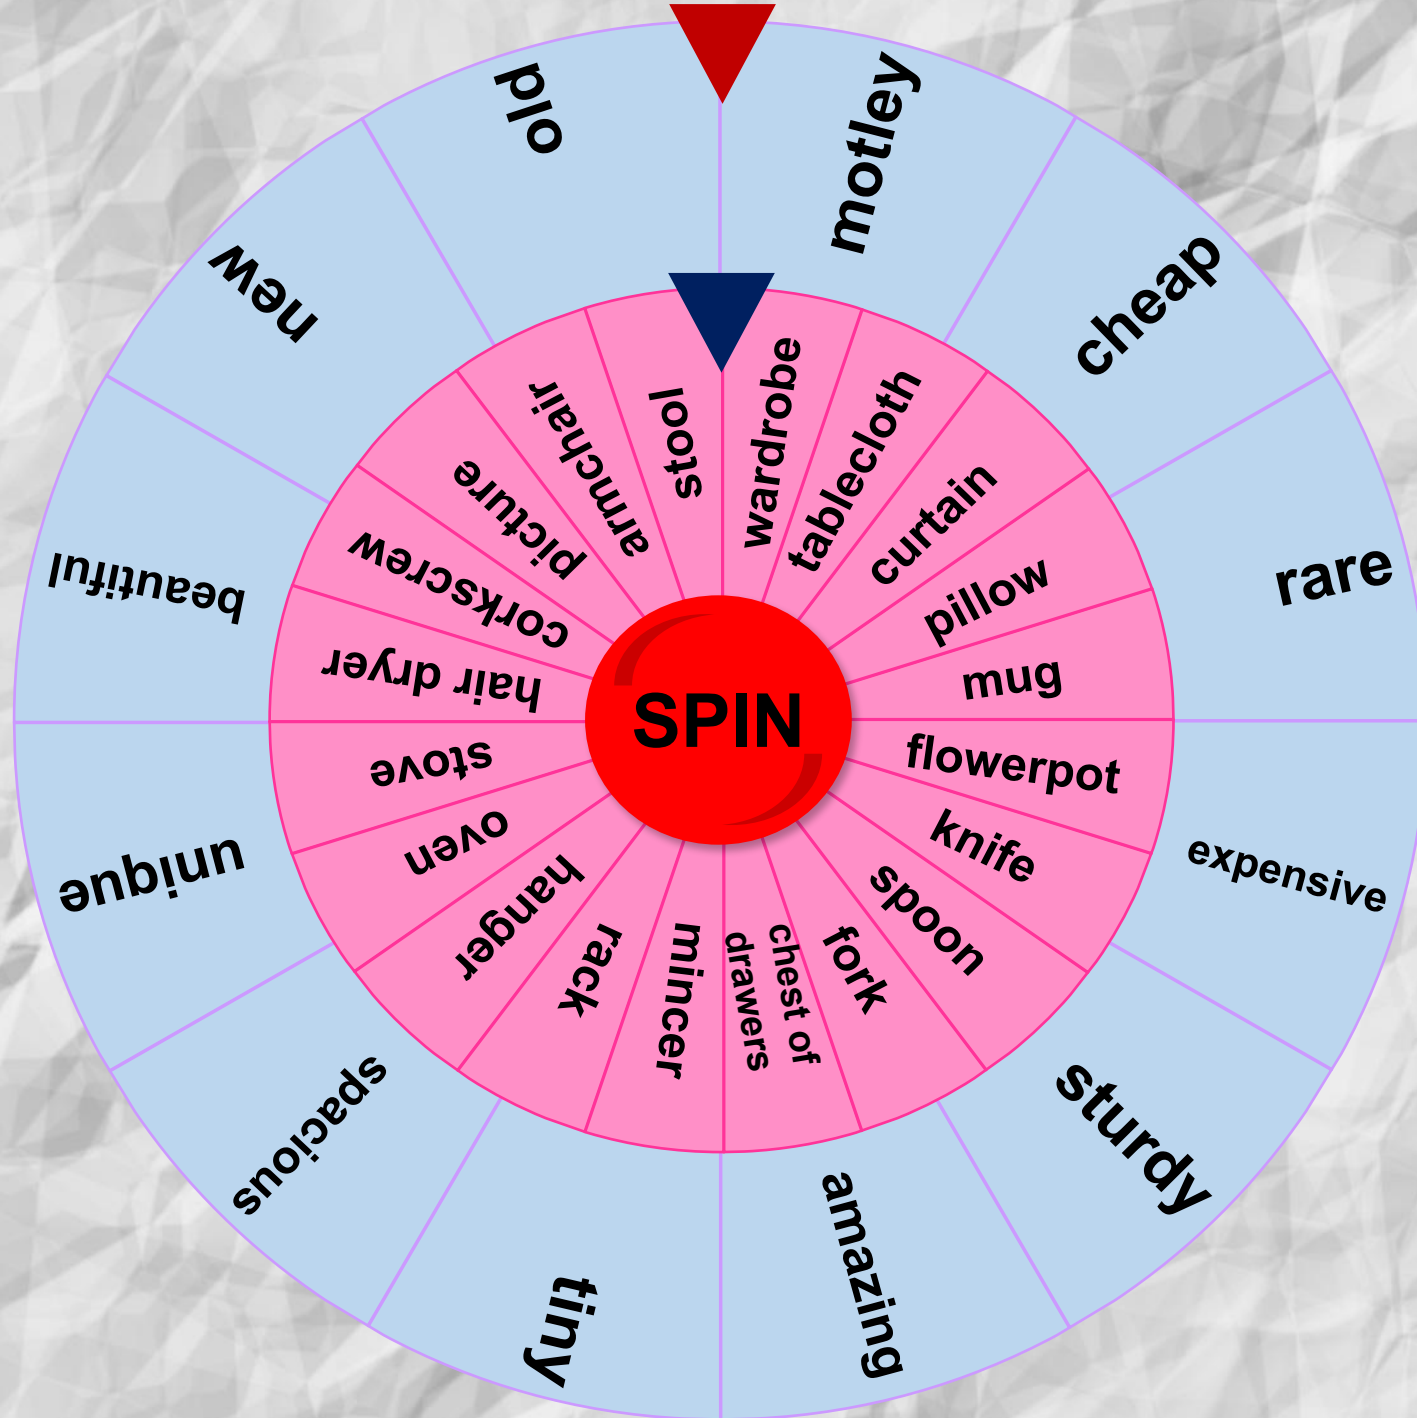 motley
cheap
rare
expensive
sturdy
amazing
tiny
spacious
unique
beautiful
new
old
wardrobe
tablecloth
curtain
pillow
mug
flowerpot
knife
spoon
fork
chest of
drawers
mincer
rack
hanger
oven
stove
hair dryer
corkscrew
picture
armchair
stool
SPIN